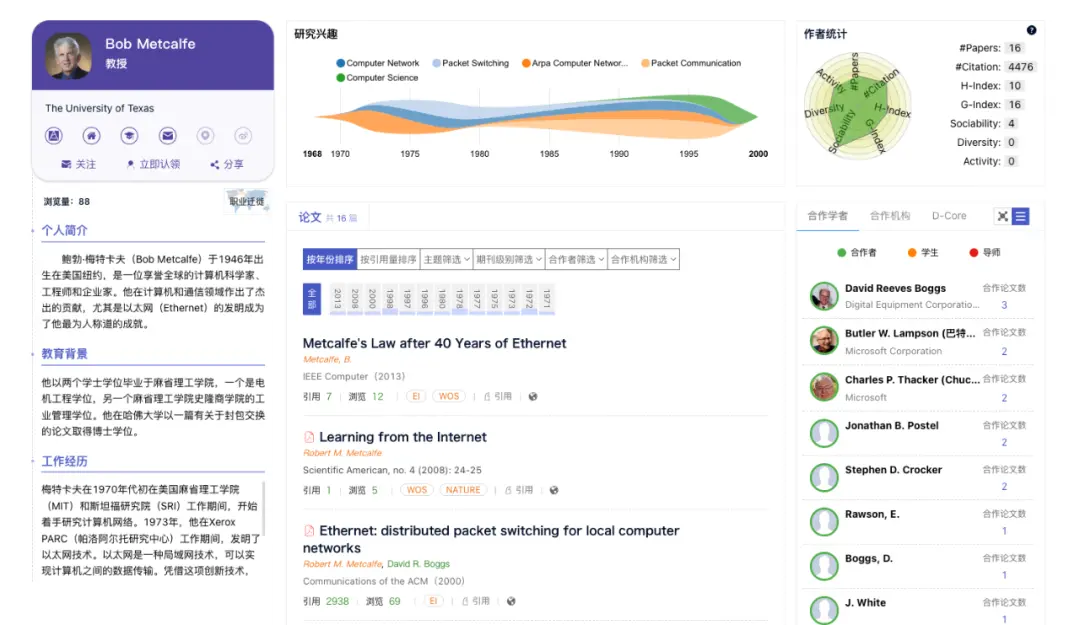 Bob Metcalfe
教授
The University of Texas
关注
立即认领
分享
浏览量：88
职业迁徙
个人简介
鲍勃·梅特卡夫（Bob Metcalfe）于1946年出
生在美国纽约，是一位享誉全球的计算机科学家、
工程师和企业家。他在计算机和通信领域作出了杰
出的贡献，尤其是以太网（Ethernet）的发明成为
了他最为人称道的成就。
教育背景
他以两个学士学位毕业于麻省理工学院，一个是电
机工程学位，另一个麻省理工学院史隆商学院的工
业管理学位。他在哈佛大学以一篇有关于封包交换
的论文取得博士学位。
工作经历
梅特卡夫在1970年代初在美国麻省理工学院
（MIT）和斯坦福研究院（SRI）工作期间，开始
着手研究计算机网络。1973年，他在Xerox
PARC（帕洛阿尔托研究中心）工作期间，发明了
以太网技术。以太网是一种局域网技术，可以实
现计算机之间的数据传输。凭借这项创新技术，
研究兴趣
Computer Network
Packet Switching
Arpa Computer Networ...
Packet Communication
Computer Science
1968 1970 1975 1980 1985 1990 1995 2000
论文 共 16 篇
按年份排序 按引用量排序 主题筛选 期刊级别筛选 合作者筛选 合作机构筛选
全部 2013 2008 2000 1998 1997 1996 1980 1978 1977 1975 1973 1972 1971
Metcalfe's Law after 40 Years of Ethernet
Metcalfe, B.
IEEE Computer（2013）
引用 7 浏览 12 EI WOS 引用
Learning from the Internet
Robert M. Metcalfe
Scientific American, no. 4 (2008): 24-25
引用 1 浏览 5 WOS NATURE 引用
Ethernet: distributed packet switching for local computer
networks
Robert M. Metcalfe, David R. Boggs
Communications of the ACM（2000）
引用 2938 浏览 69 EI 引用
作者统计
?
#Papers
#Citation
H-Index
G-Index
Sociability
Diversity
Activity
#Papers: 16
#Citation: 4476
H-Index: 10
G-Index: 16
Sociability: 4
Diversity: 0
Activity: 0
合作学者 合作机构 D-Core
合作者 学生 导师
David Reeves Boggs 合作论文数
Digital Equipment Corporatio... 3
Butler W. Lampson (巴特... 合作论文数
Microsoft Corporation 2
Charles P. Thacker (Chuc... 合作论文数
Microsoft 2
Jonathan B. Postel 合作论文数
2
Stephen D. Crocker 合作论文数
2
Rawson, E. 合作论文数
1
Boggs, D. 合作论文数
1
J. White 合作论文数
1